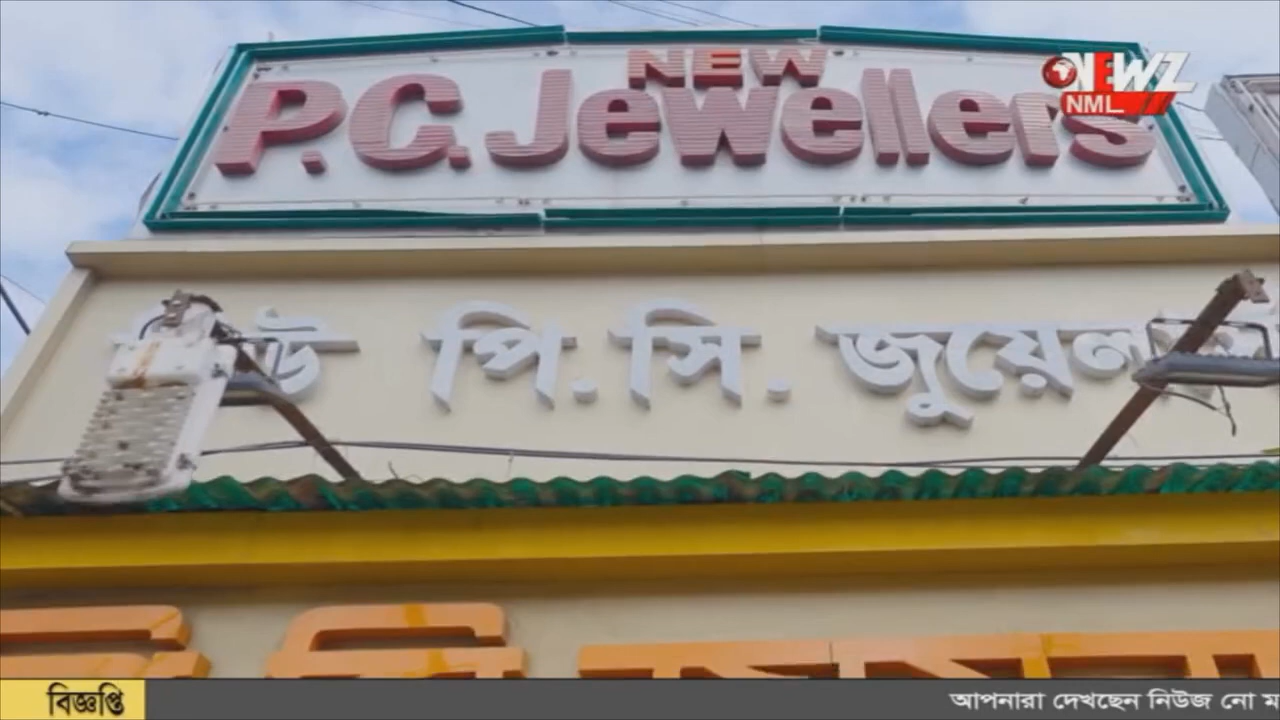 NEW
P.C. Jewellers
NEWZ
NML
উ পি.সি. জুয়েল
বিজ্ঞপ্তি
আপনারা দেখছেন নিউজ নো ম